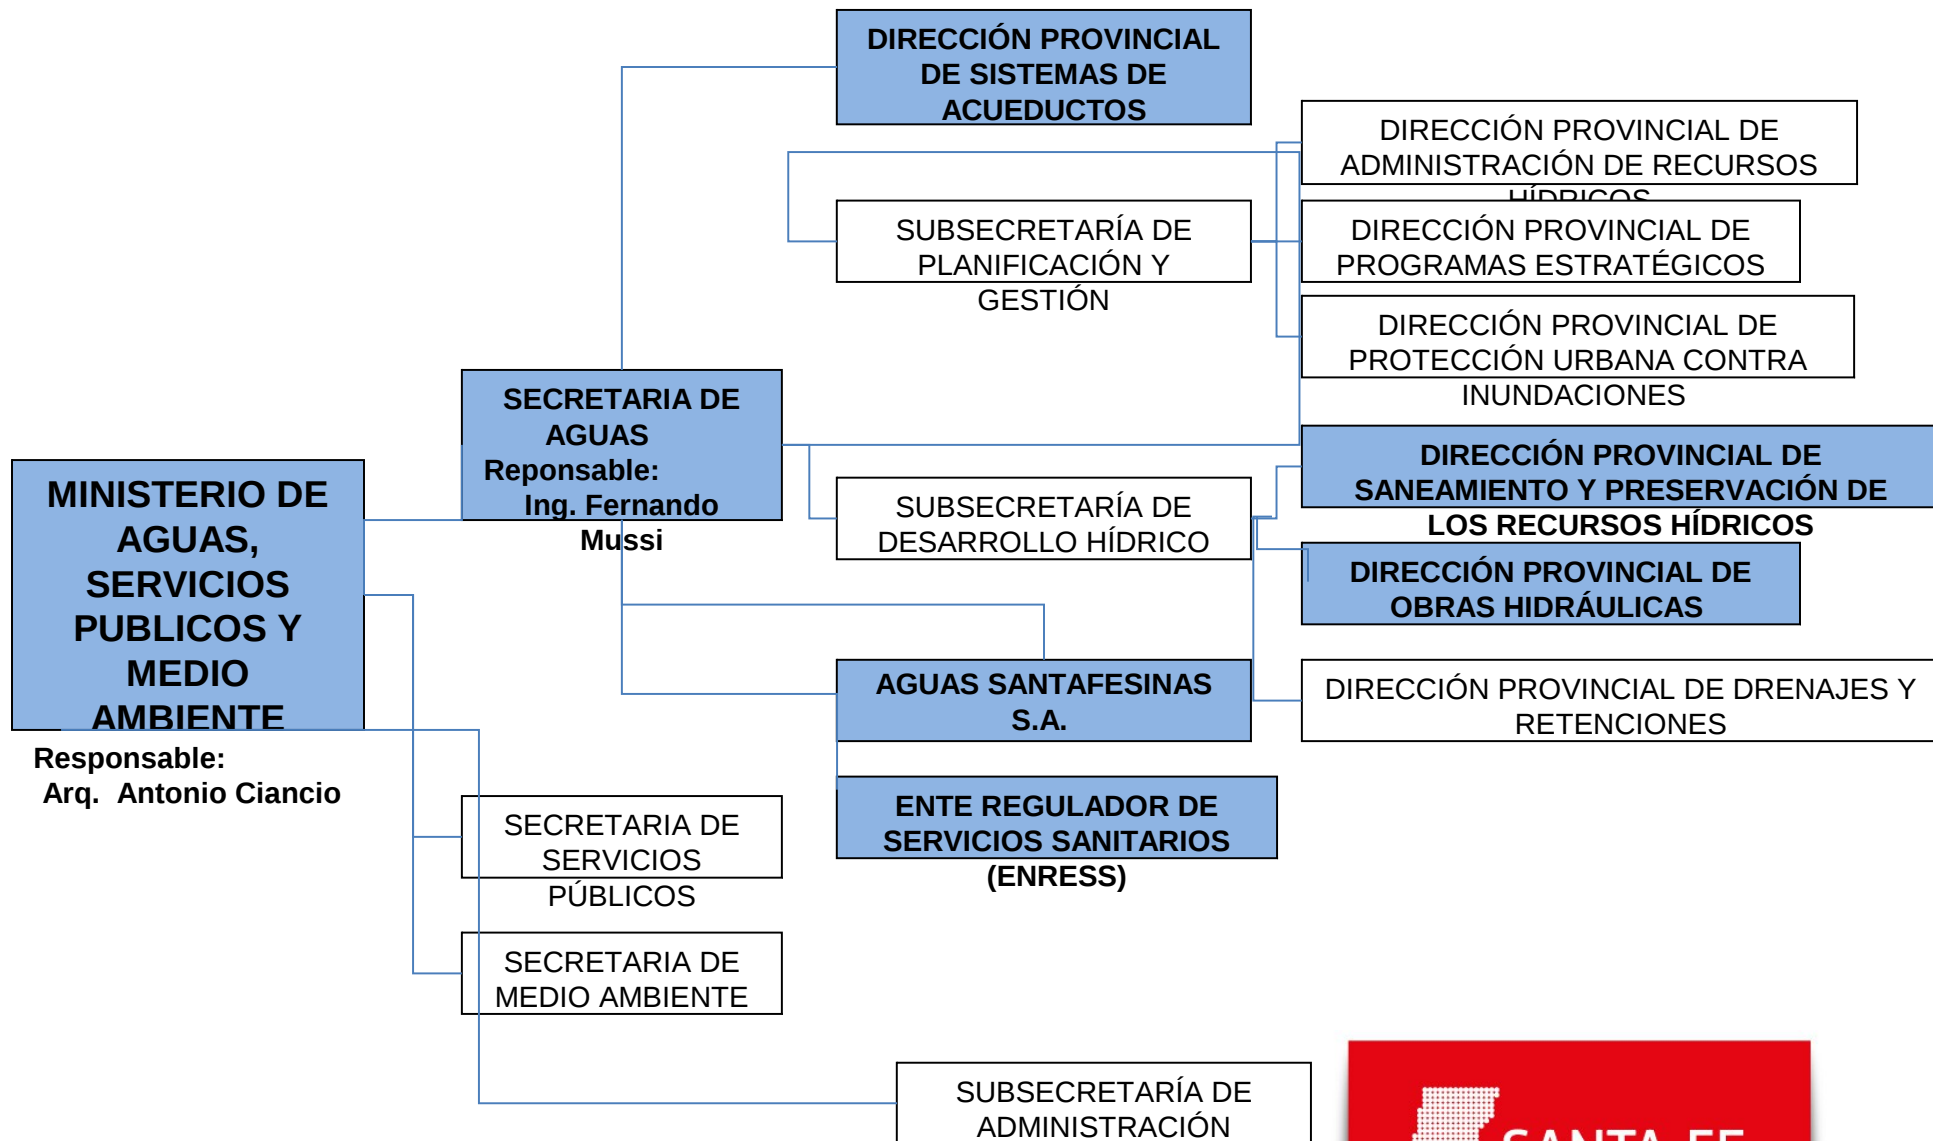 DIRECCIÓN PROVINCIAL
DE SISTEMAS DE
ACUEDUCTOS
DIRECCIÓN PROVINCIAL DE
ADMINISTRACIÓN DE RECURSOS
HÍDRICOS
SUBSECRETARÍA DE
PLANIFICACIÓN Y
GESTIÓN
DIRECCIÓN PROVINCIAL DE
PROGRAMAS ESTRATÉGICOS
DIRECCIÓN PROVINCIAL DE
PROTECCIÓN URBANA CONTRA
INUNDACIONES
SECRETARIA DE
AGUAS
Reponsable:
Ing. Fernando
Mussi
DIRECCIÓN PROVINCIAL DE
SANEAMIENTO Y PRESERVACIÓN DE
LOS RECURSOS HÍDRICOS
MINISTERIO DE
AGUAS,
SERVICIOS
PUBLICOS Y
MEDIO
AMBIENTE
Responsable:
Arq. Antonio Ciancio
SUBSECRETARÍA DE
DESARROLLO HÍDRICO
DIRECCIÓN PROVINCIAL DE
OBRAS HIDRÁULICAS
AGUAS SANTAFESINAS
S.A.
DIRECCIÓN PROVINCIAL DE DRENAJES Y
RETENCIONES
ENTE REGULADOR DE
SERVICIOS SANITARIOS
(ENRESS)
SECRETARIA DE
SERVICIOS
PÚBLICOS
SECRETARIA DE
MEDIO AMBIENTE
SUBSECRETARÍA DE
ADMINISTRACIÓN
SANTA FE